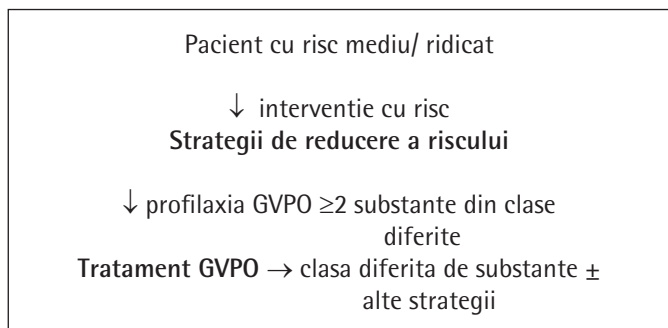 Pacient cu risc mediu/ ridicat
↓ interventie cu risc
Strategii de reducere a riscului
↓ profilaxia GVPO ≥2 substante din clase
diferite
Tratament GVPO → clasa diferita de substante ±
alte strategii